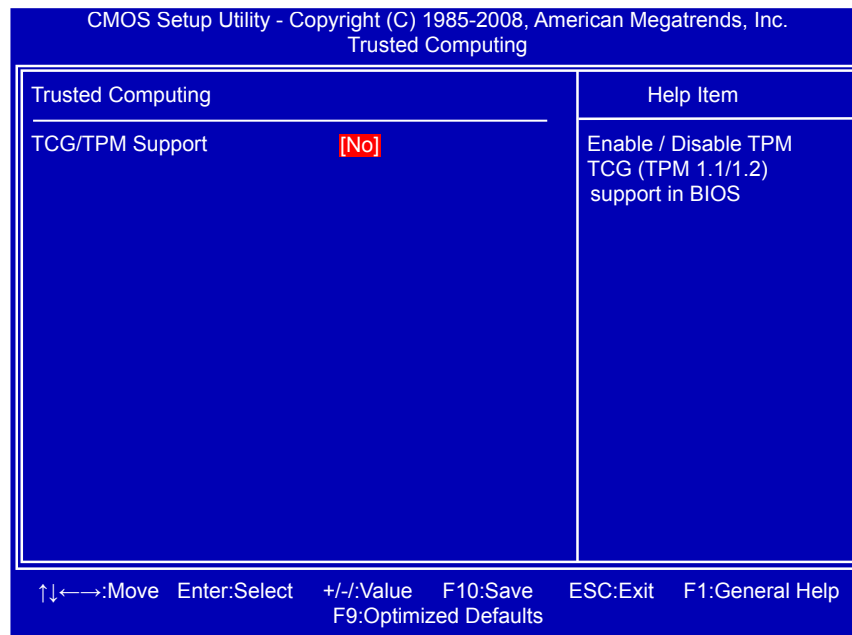 CMOS Setup Utility - Copyright (C) 1985-2008, American Megatrends, Inc.
Trusted Computing
Trusted Computing
Help Item
TCG/TPM Support [No]
Enable / Disable TPM
TCG (TPM 1.1/1.2)
support in BIOS
↑↓←→:Move Enter:Select +/-/:Value F10:Save ESC:Exit F1:General Help
F9:Optimized Defaults